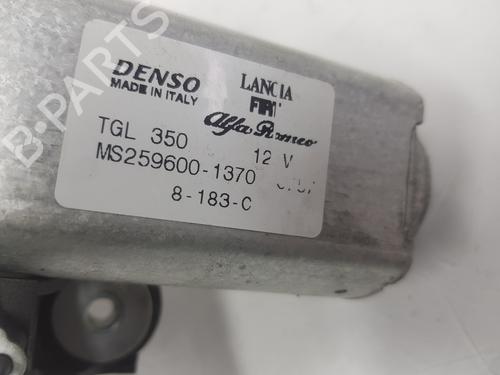 B-PARTS
DENSO
MADE IN ITALY
LANCIA
FIAT
Alfa Romeo
TGL 350
12 V
MS259600-1370
8-183-C